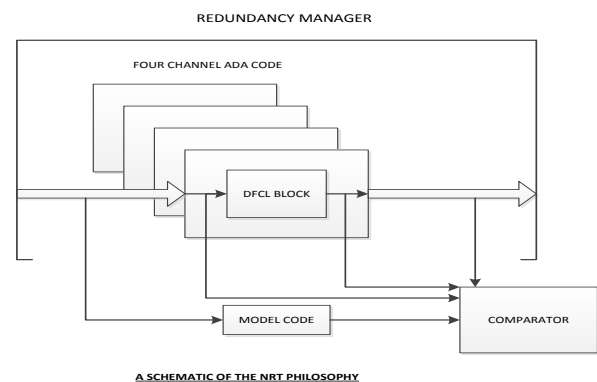 REDUNDANCY MANAGER
FOUR CHANNEL ADA CODE
DFCL BLOCK
MODEL CODE
COMPARATOR
A SCHEMATIC OF THE NRT PHILOSOPHY